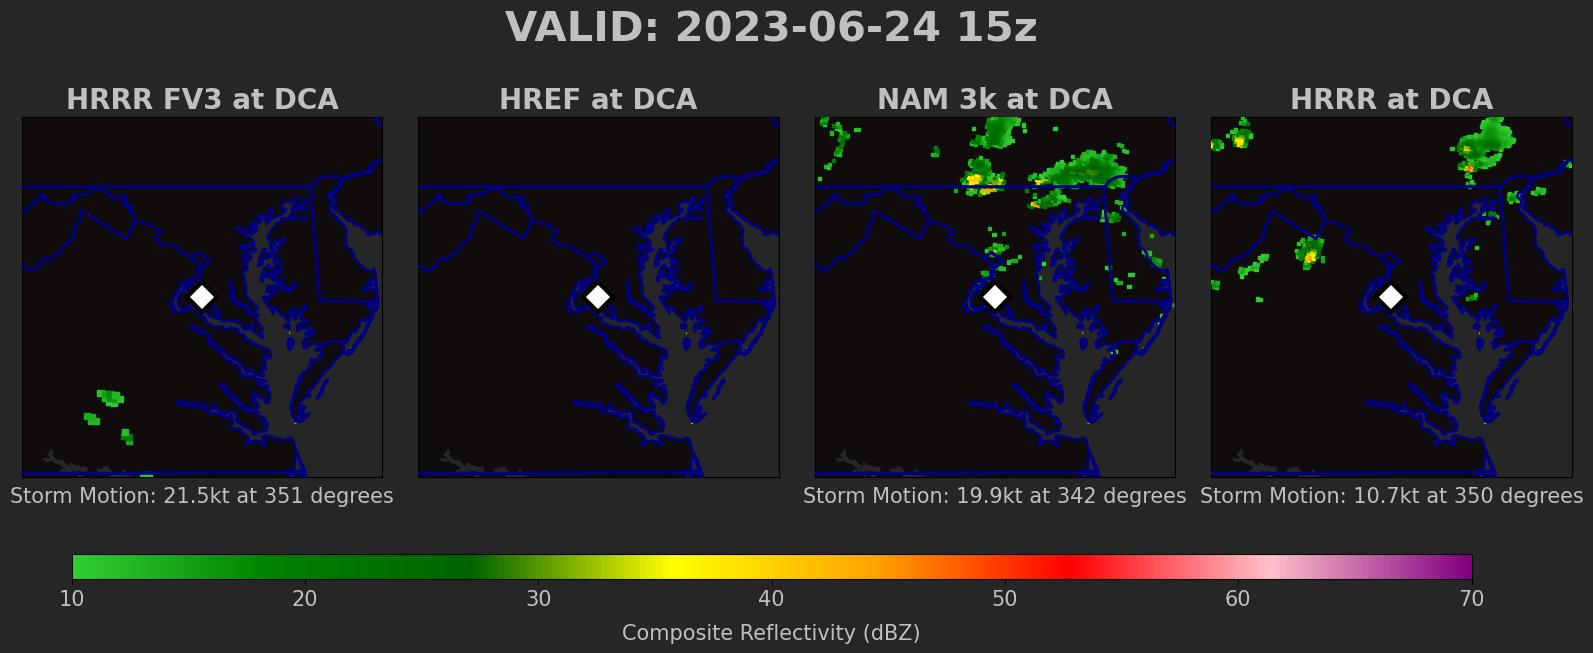 VALID: 2023-06-24 15z
HRRR FV3 at DCA
HREF at DCA
NAM 3k at DCA
HRRR at DCA
Storm Motion: 21.5kt at 351 degrees
Storm Motion: 19.9kt at 342 degrees
Storm Motion: 10.7kt at 350 degrees
10 20 30 40 50 60 70
Composite Reflectivity (dBZ)